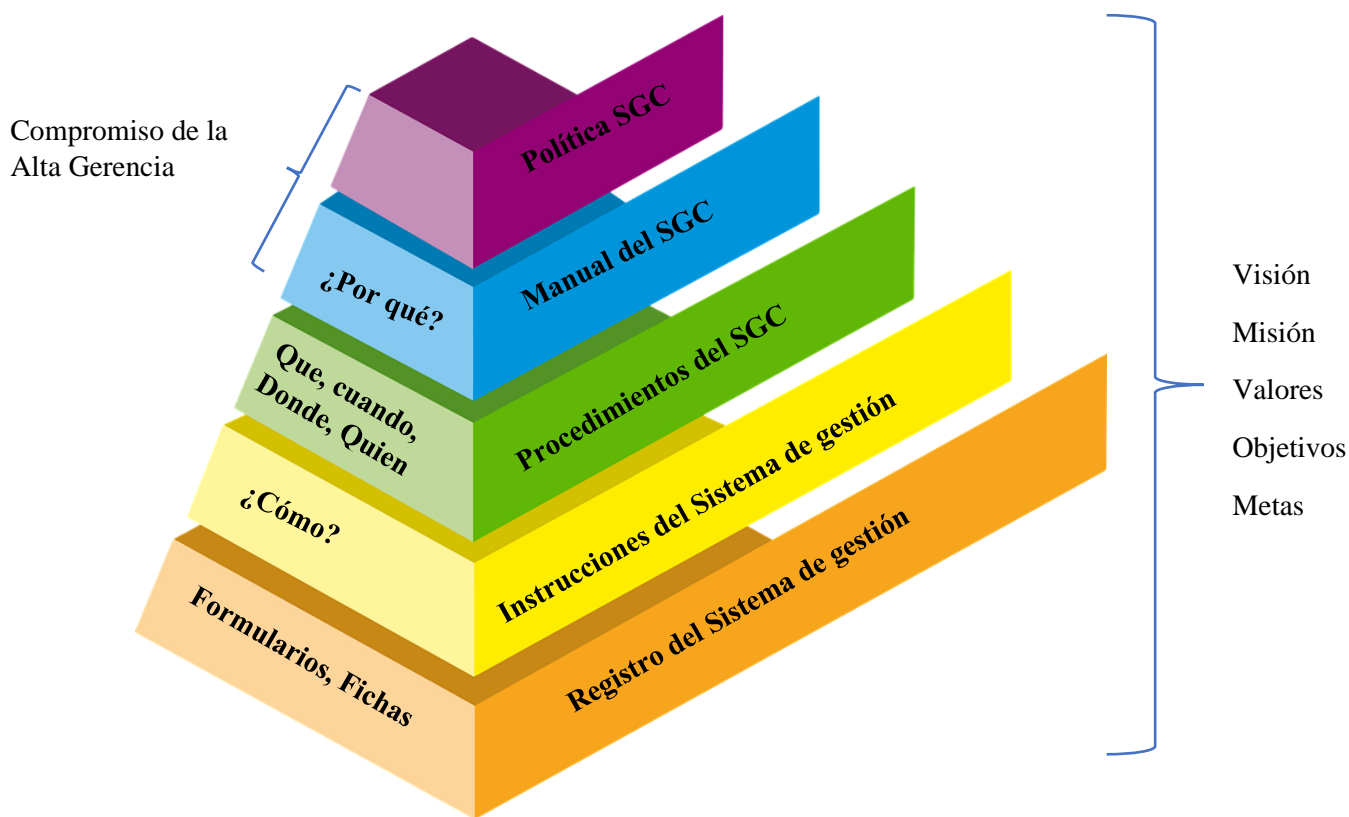 Compromiso de la
Alta Gerencia
Política SGC
¿Por qué?
Manual del SGC
Que, cuando,
Donde, Quien
Procedimientos del SGC
¿Cómo?
Instrucciones del Sistema de gestión
Formularios, Fichas
Registro del Sistema de gestión
Visión
Misión
Valores
Objetivos
Metas